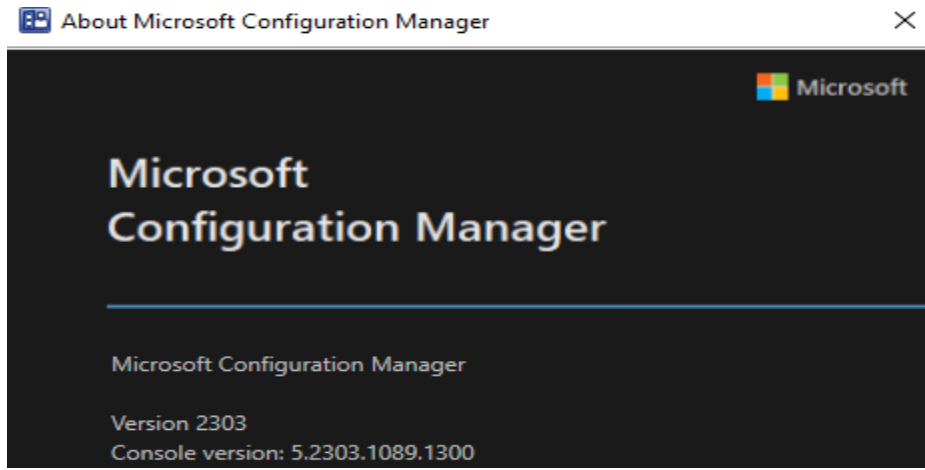 About Microsoft Configuration Manager
Microsoft
Microsoft
Configuration Manager
Microsoft Configuration Manager
Version 2303
Console version: 5.2303.1089.1300